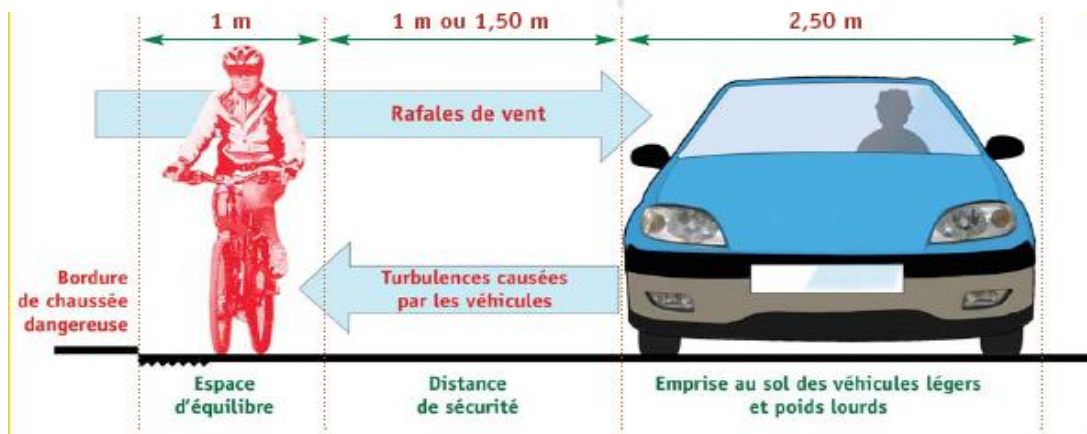 1 m
1 m ou 1,50 m
2,50 m
Rafales de vent
Turbulences causées
par les véhicules
Bordure
de chaussée
dangereuse
Espace
d'équilibre
Distance
de sécurité
Emprise au sol des véhicules légers
et poids lourds